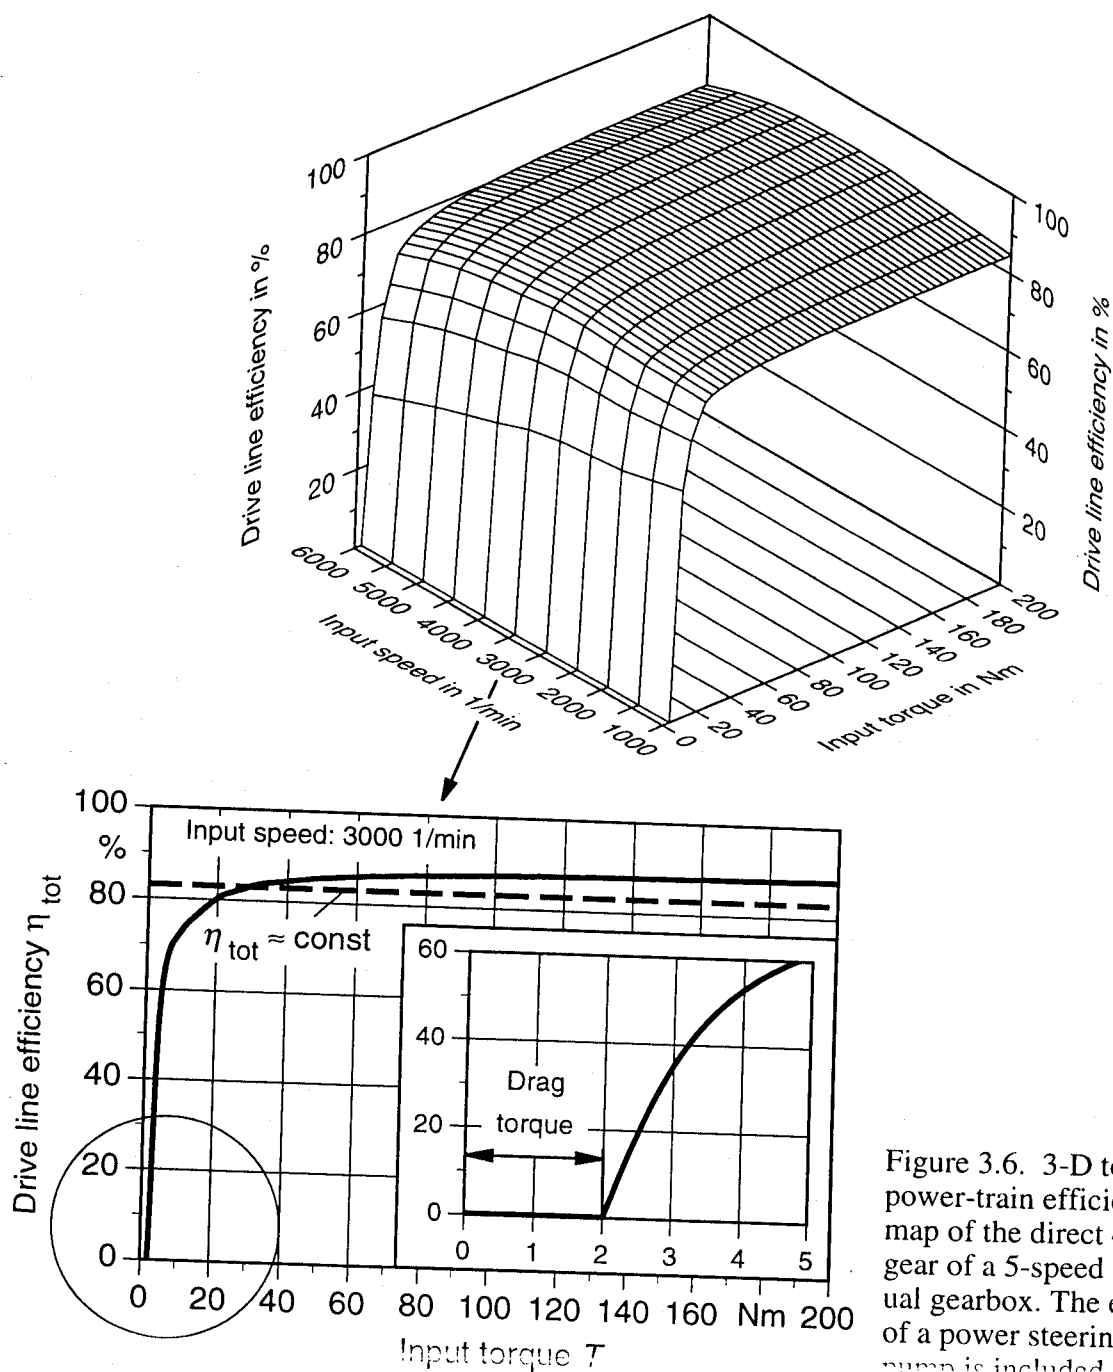 100
80
60
40
20
Drive line efficiency in %
100
80
60
40
20
Drive line efficiency in %
6000
5000
4000
3000
2000
1000
Input speed in 1/min
0
20
40
60
80
100
120
140
160
180
200
Input torque in Nm
100
%
80
60
40
20
0
Drive line efficiency η tot
Input speed: 3000 1/min
η tot ≈ const
60
40
20
0
Drag
torque
0 1 2 3 4 5
0 20 40 60 80 100 120 140 160 Nm 200
Input torque T
Figure 3.6. 3-D
power-train
map of the direct
gear of a 5-speed
ual gearbox. The
of a power
pump is included